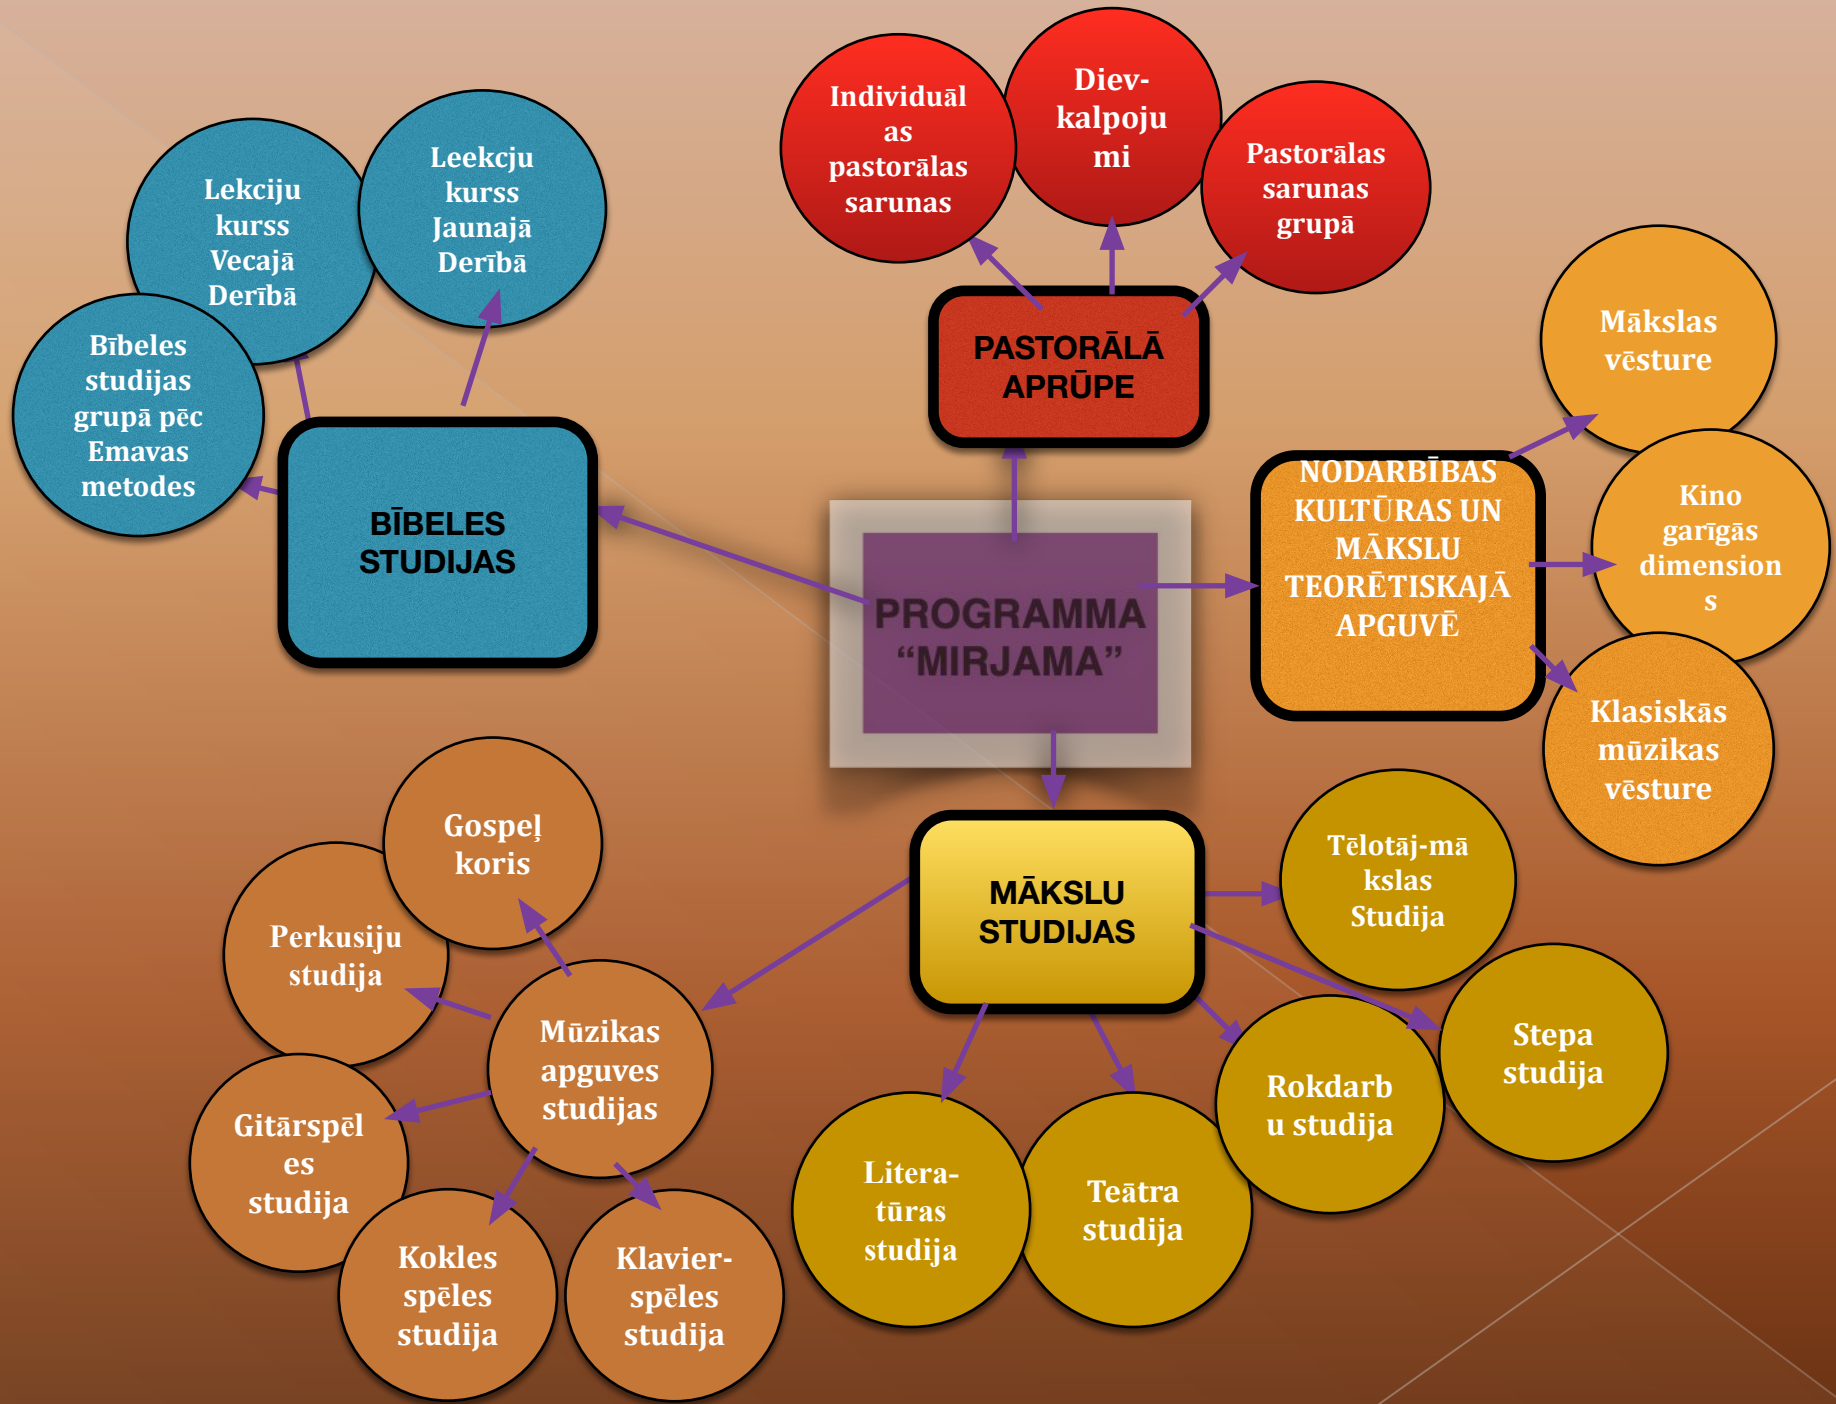 Individuāl
as
pastorālas
sarunas
Diev-
kalpoju
mi
Pastorālas
sarunas
grupā
Leekcju
kurss
Jaunajā
Derībā
Lekciju
kurss
Vecajā
Derībā
Bībeles
studijas
grupā pēc
Emavas
metodes
BĪBELES
STUDIJAS
PASTORĀLĀ
APRŪPE
NODARBĪBAS
KULTŪRAS UN
MĀKSLU
TEORĒTISKAJĀ
APGUVĒ
Mākslas
vēsture
Kino
garīgās
dimension
s
Klasiskās
mūzikas
vēsture
PROGRAMMA
“MIRJAMA”
MĀKSLU
STUDIJAS
Tēlotāj-mā
kslas
Studija
Stepa
studija
Rokdarb
u studija
Teātra
studija
Litera-
tūras
studija
Gospeļ
koris
Perkusiju
studija
Mūzikas
apguves
studijas
Gitārspēl
es
studija
Kokles
spēles
studija
Klavier-
spēles
studija